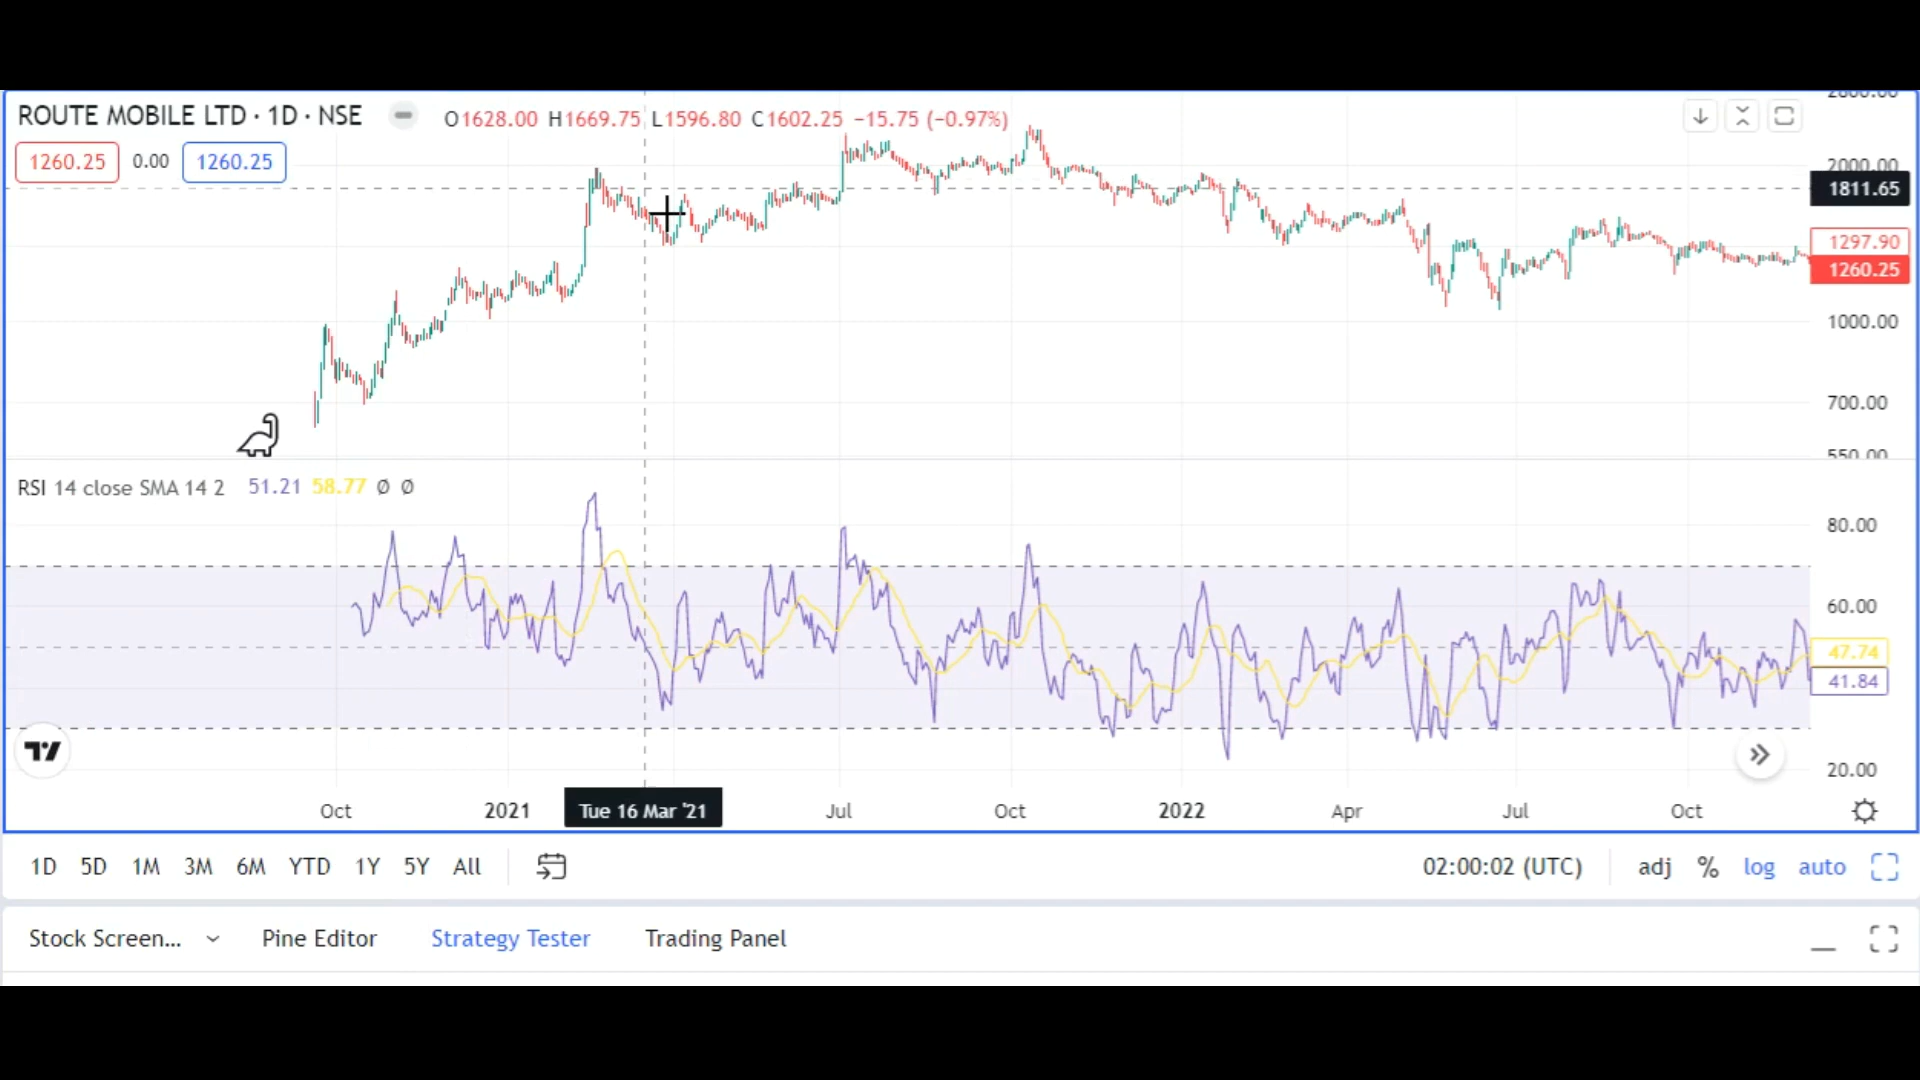 2000.00
ROUTE MOBILE LTD · 1D · NSE
O1628.00 H1669.75 L1596.80 C1602.25 −15.75 (−0.97%)
1260.25 0.00 1260.25
2000.00
1811.65
1297.90
1260.25
1000.00
700.00
550.00
RSI 14 close SMA 14 2 51.21 58.77 Ø Ø
80.00
60.00
47.74
41.84
20.00
Oct 2021 Tue 16 Mar '21 Jul Oct 2022 Apr Jul Oct
1D 5D 1M 3M 6M YTD 1Y 5Y All
02:00:02 (UTC) adj % log auto
Stock Screen... Pine Editor Strategy Tester Trading Panel